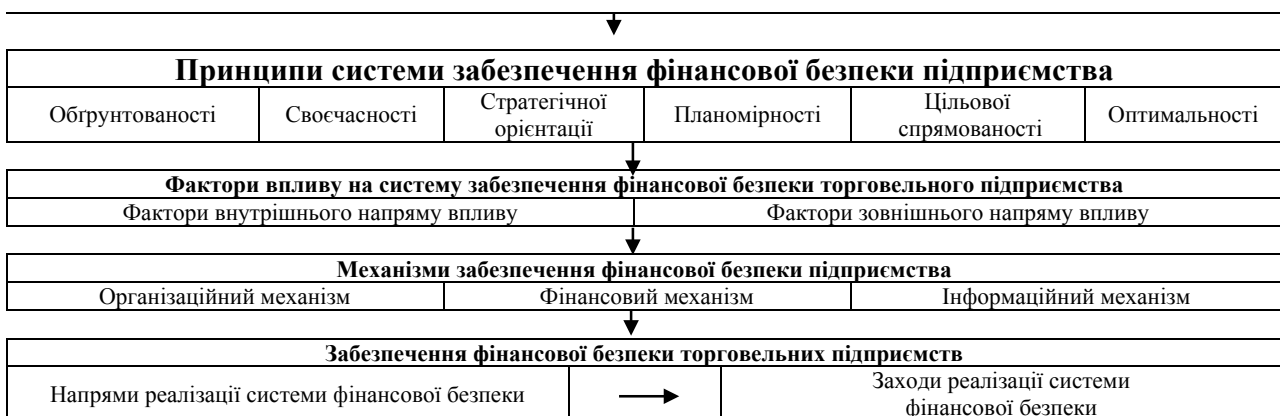 Принципи системи забезпечення фінансової безпеки підприємства
Обґрунтованості Своєчасності Стратегічної орієнтації Планомірності Цільової спрямованості Оптимальності
Фактори впливу на систему забезпечення фінансової безпеки торговельного підприємства
Фактори внутрішнього напряму впливу Фактори зовнішнього напряму впливу
Механізми забезпечення фінансової безпеки підприємства
Організаційний механізм Фінансовий механізм Інформаційний механізм
Забезпечення фінансової безпеки торговельних підприємств
Напрями реалізації системи фінансової безпеки Заходи реалізації системи
фінансової безпеки